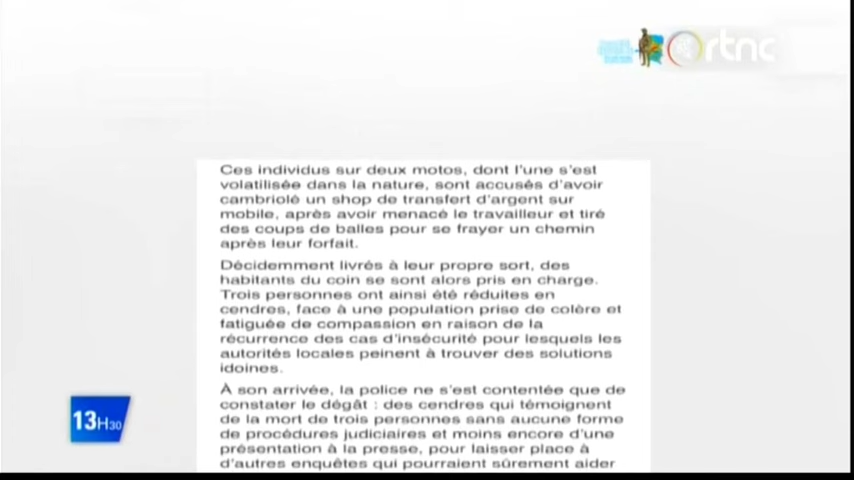 rtnc
Ces individus sur deux motos, dont l'une s'est
volatilisée dans la nature, sont accusés d'avoir
cambriolé un shop de transfert d'argent sur
mobile, après avoir menacé le travailleur et tiré
des coups de balles pour se frayer un chemin
après leur forfait.
Décidemment livrés à leur propre sort, des
habitants du coin se sont alors pris en charge.
Trois personnes ont ainsi été réduites en
cendres, face à une population prise de colère et
fatiguée de compassion en raison de la
récurrence des cas d'insécurité pour lesquels les
autorités locales peinent à trouver des solutions
idoines.
À son arrivée, la police ne s'est contentée que de
constater le dégât : des cendres qui témoignent
de la mort de trois personnes sans aucune forme
de procédures judiciaires et moins encore d'une
présentation à la presse, pour laisser place à
d'autres enquêtes qui pourraient sûrement aider
13H30